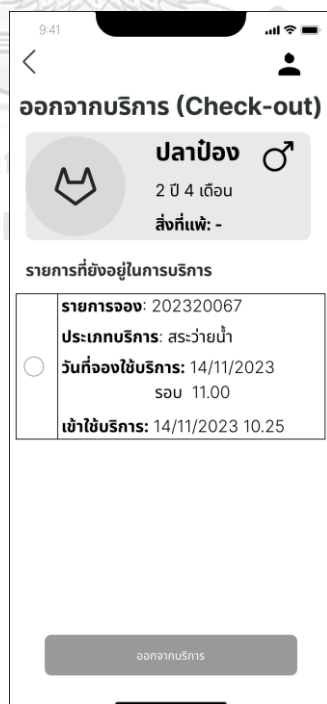 9:41
ออกจากบริการ (Check-out)
ปลาป๋อง
2 ปี 4 เดือน
สิ่งที่แพ้: -
รายการที่ยังอยู่ในการบริการ
รายการจอง: 202320067
ประเภทบริการ: สระว่ายน้ำ
วันที่จองใช้บริการ: 14/11/2023
รอบ 11.00
เข้าใช้บริการ: 14/11/2023 10.25
ออกจากบริการ